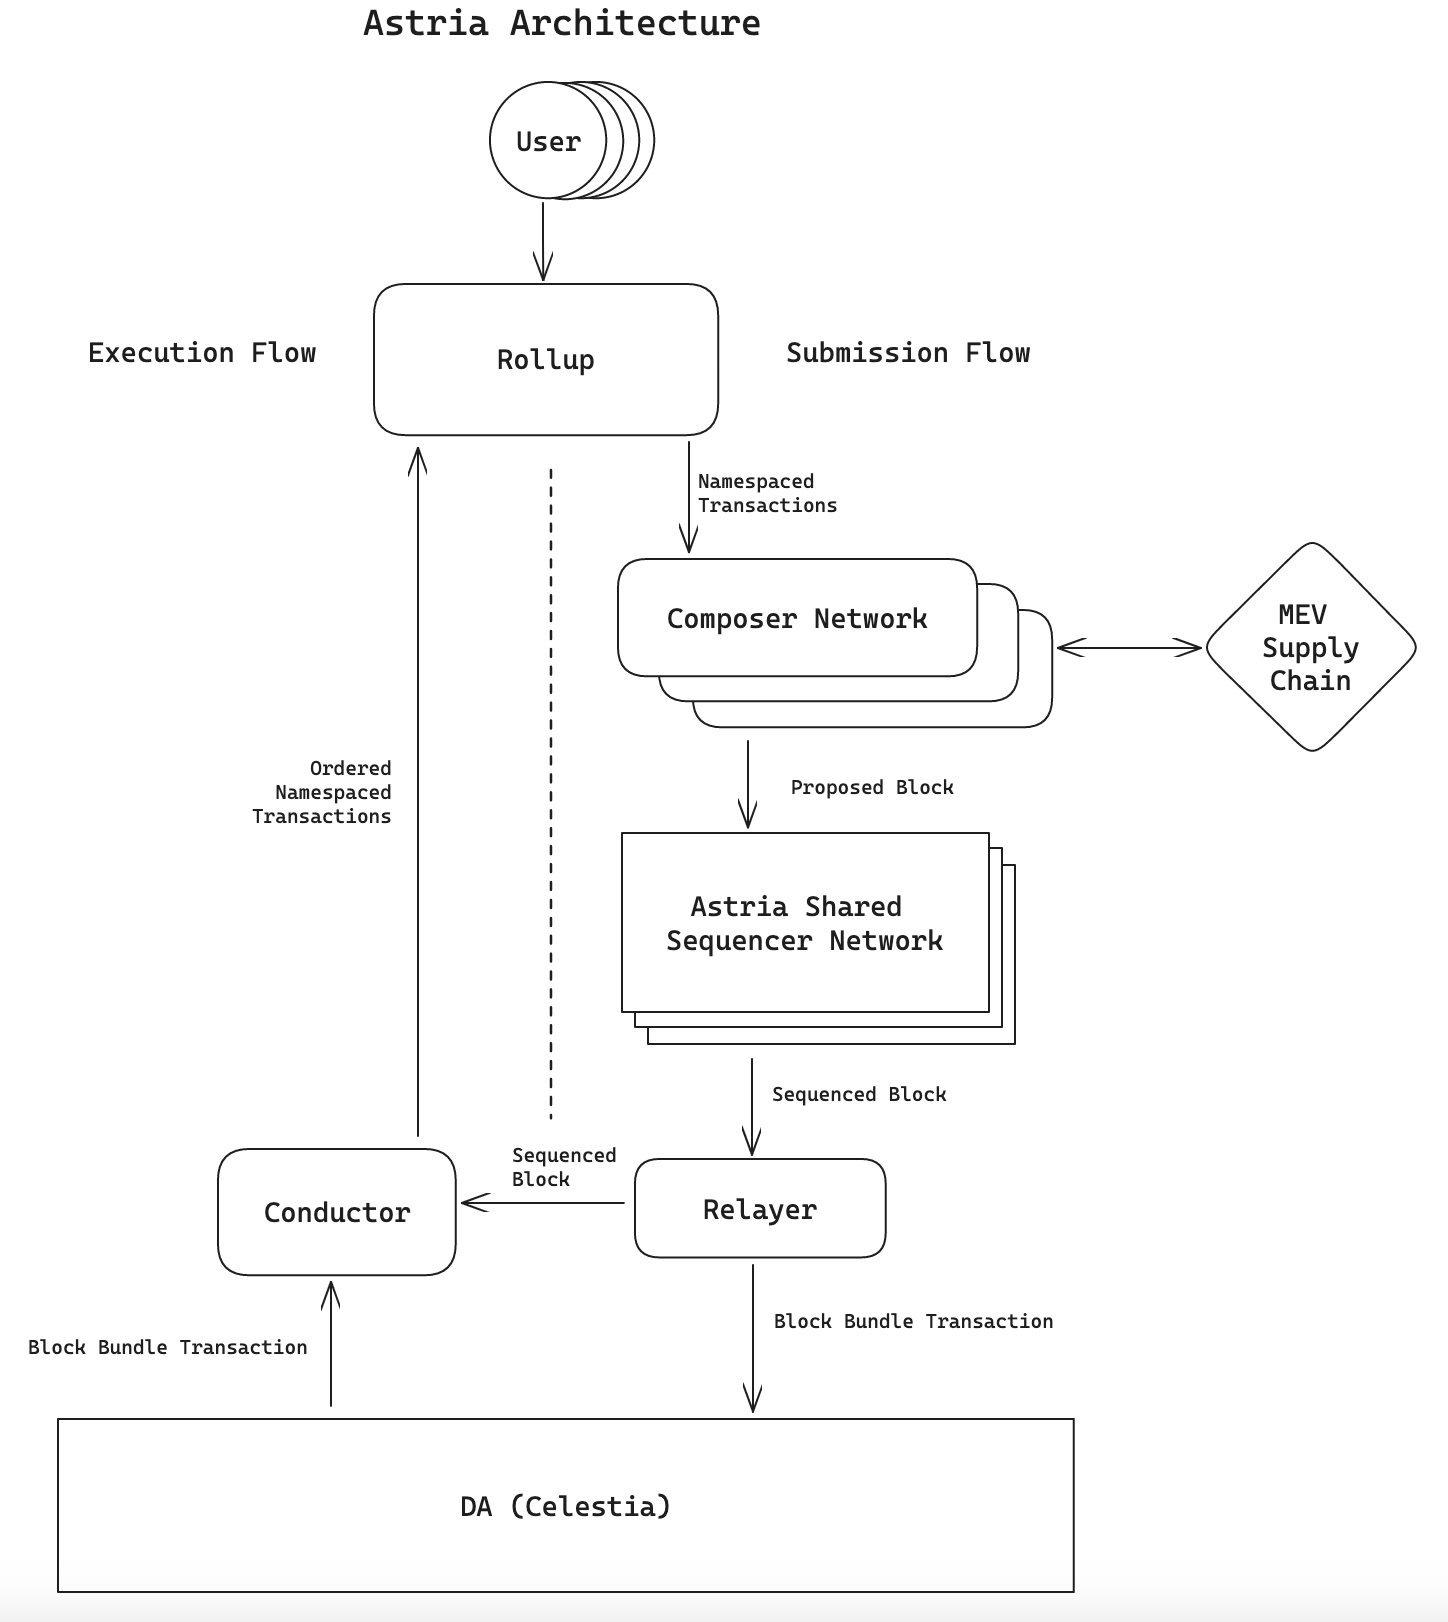 Astria Architecture
User
Execution Flow
Rollup
Submission Flow
Namespaced
Transactions
Composer Network
MEV
Supply
Chain
Ordered
Namespaced
Transactions
Proposed Block
Astria Shared
Sequencer Network
Sequenced Block
Sequenced
Block
Conductor
Relayer
Block Bundle Transaction
Block Bundle Transaction
DA (Celestia)